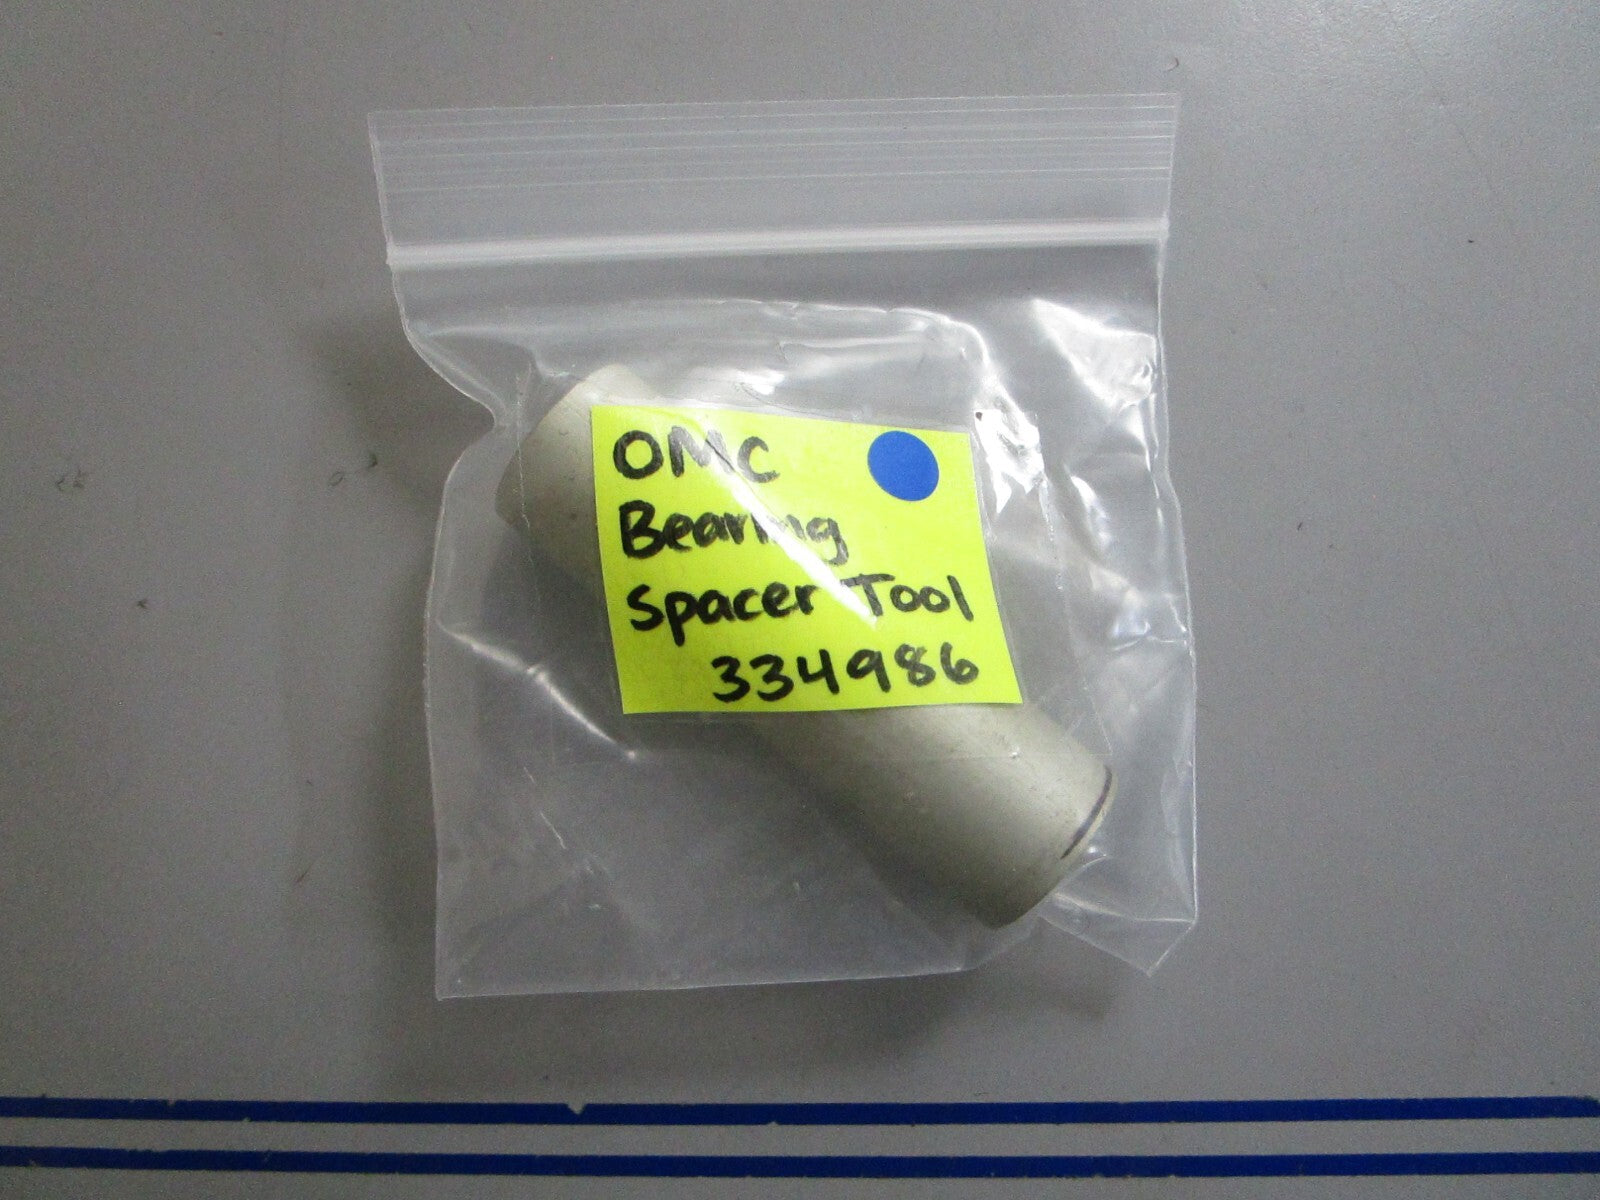 OMC
Bearing
Spacer Tool
334986